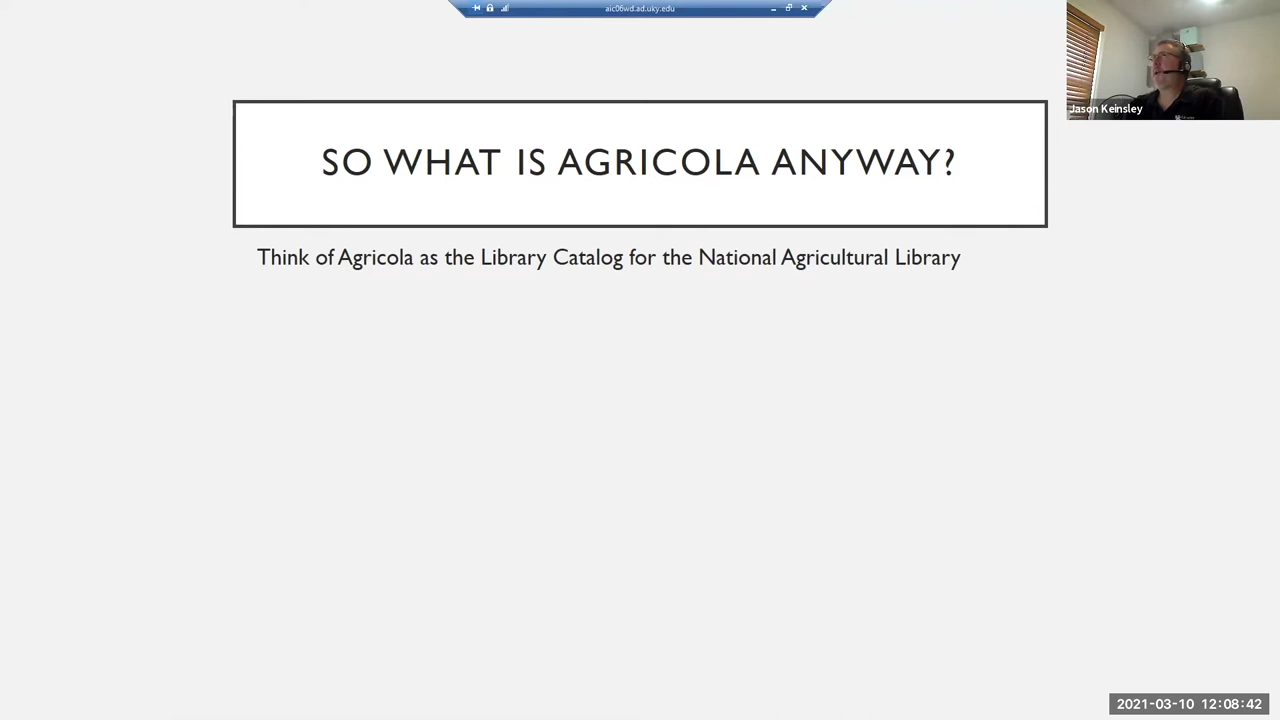 aic06wd.ad.uky.edu
Jason Keinsley
SO WHAT IS AGRICOLA ANYWAY?
Think of Agricola as the Library Catalog for the National Agricultural Library
2021-03-10 12:08:42